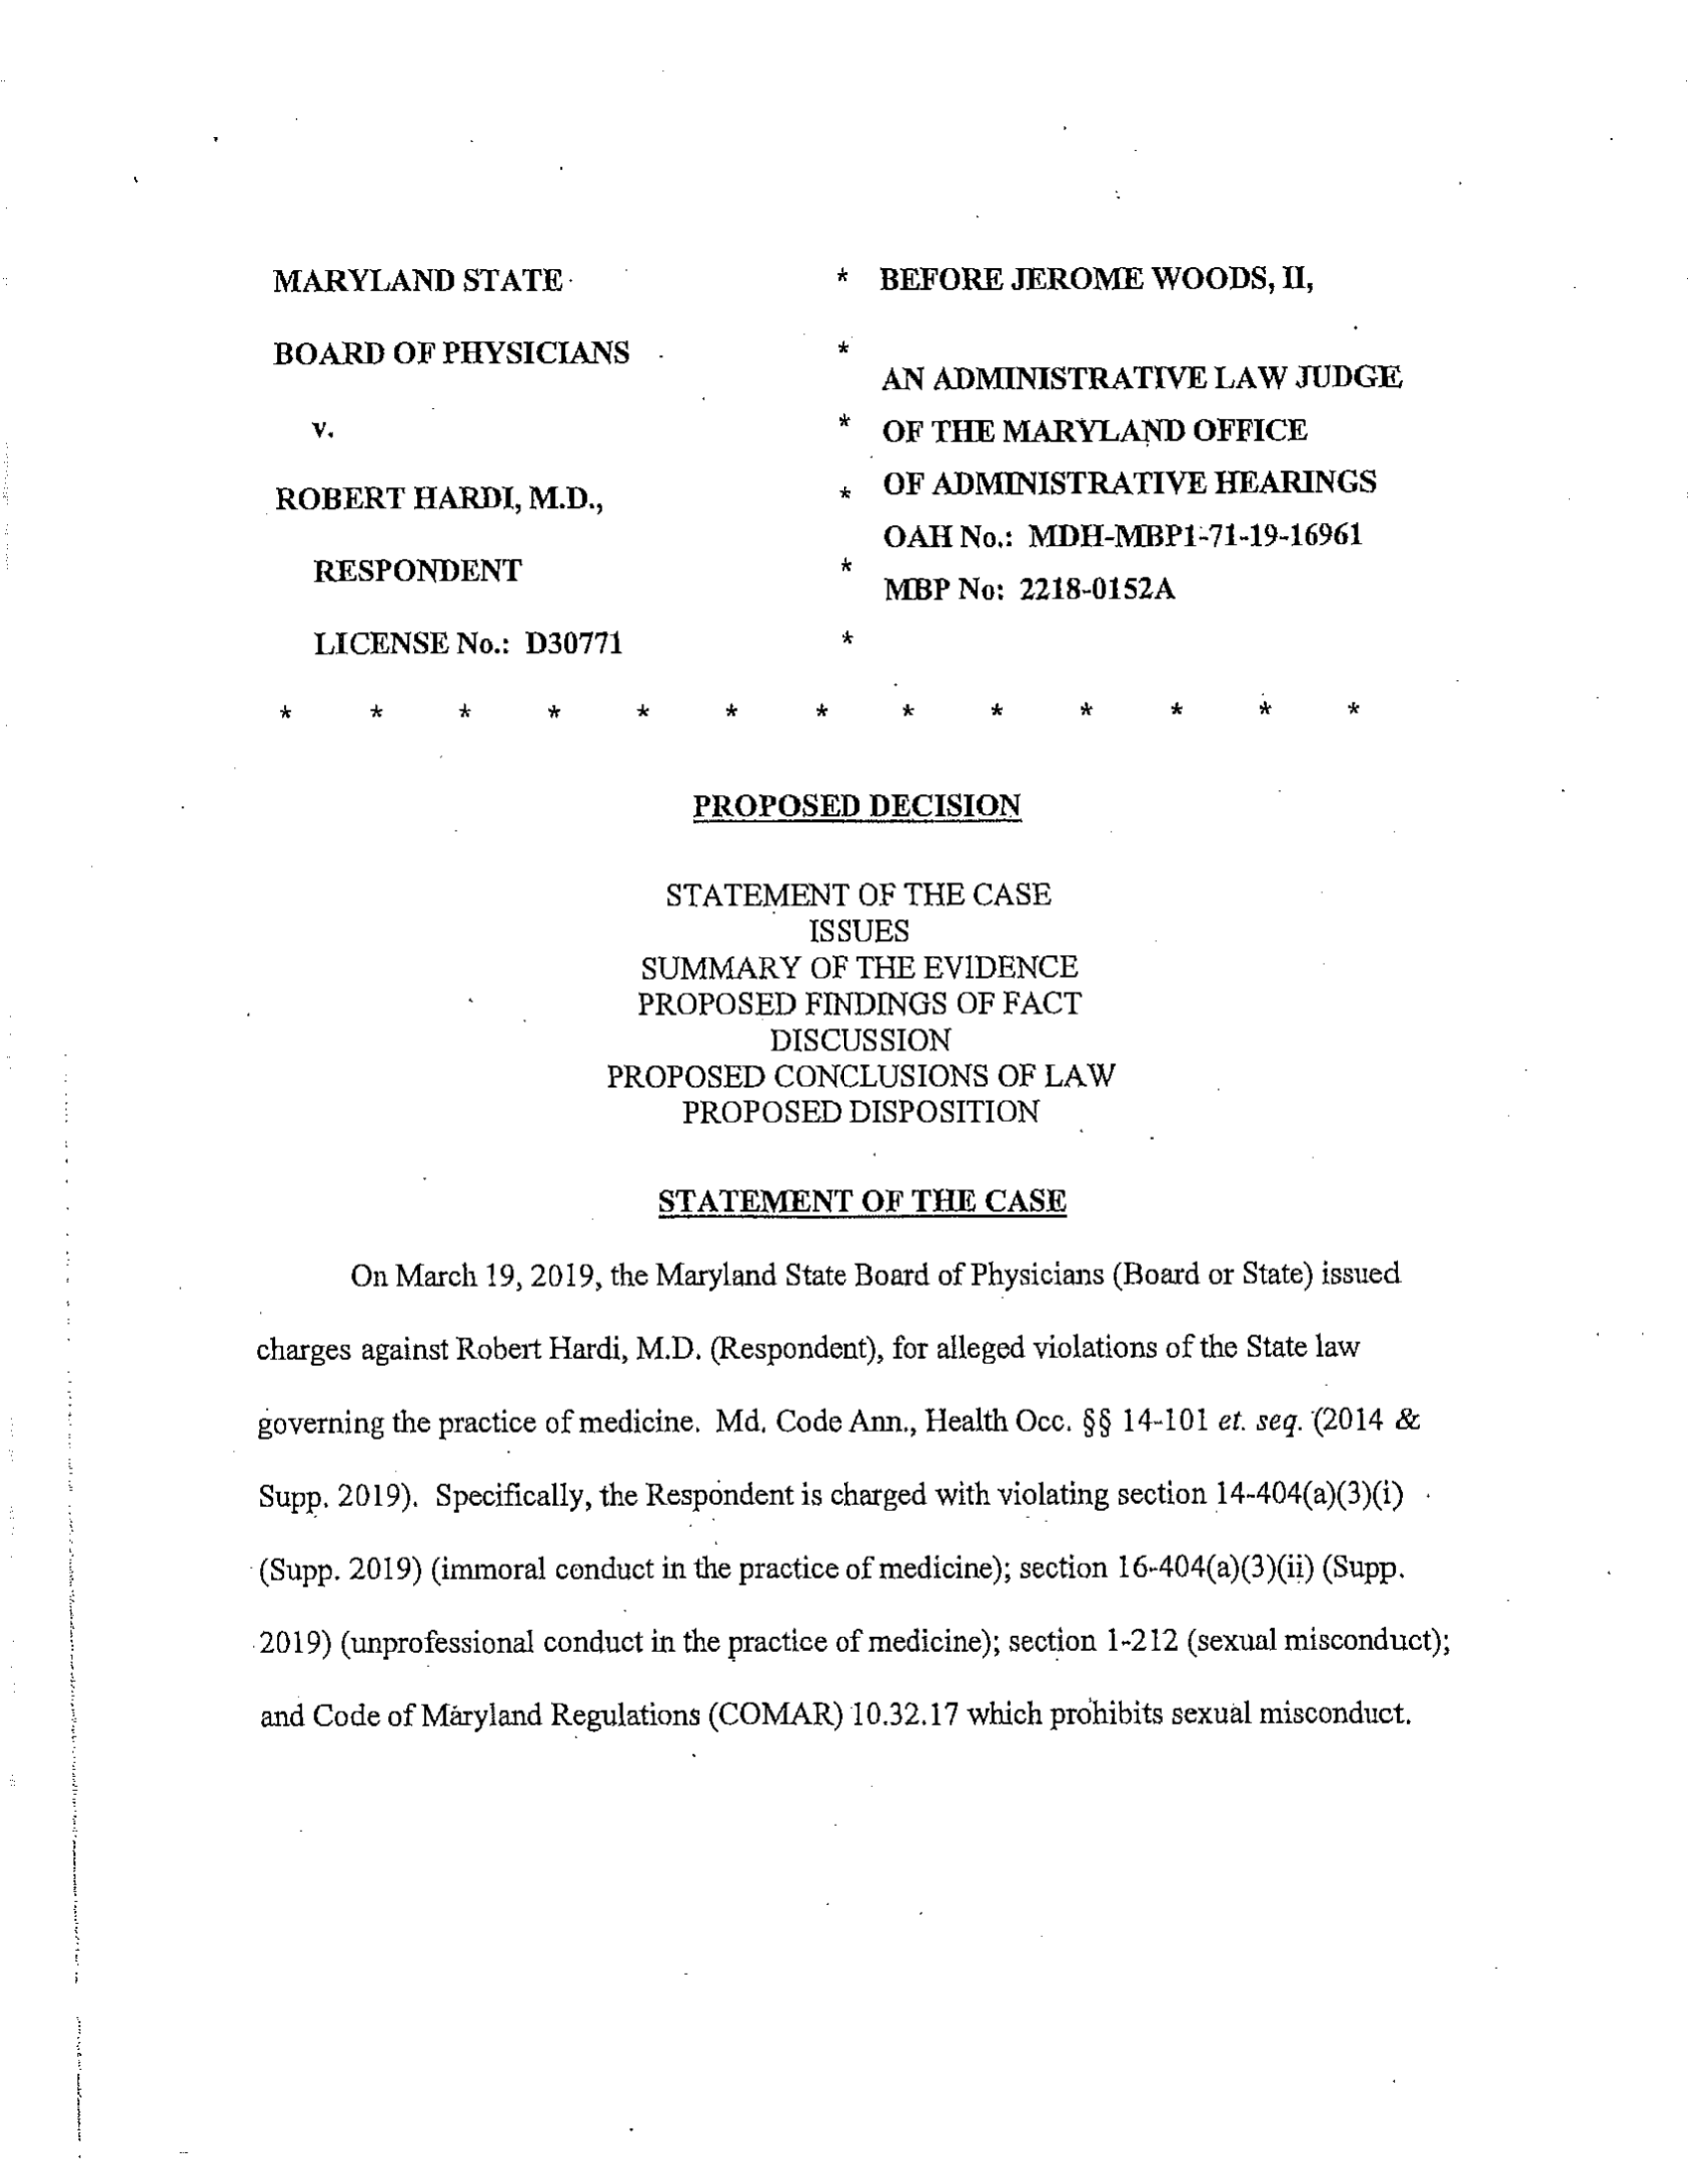 MARYLAND STATE * BEFORE JEROME WOODS, II,
BOARD OF PHYSICIANS *
AN ADMINISTRATIVE LAW JUDGE
v. * OF THE MARYLAND OFFICE
ROBERT HARDI, M.D., * OF ADMINISTRATIVE HEARINGS
OAH No.: MDH-MBP1-71-19-16961
RESPONDENT *
MBP No: 2218-0152A
LICENSE No.: D30771 *
* * * * * * * * * * * * *
PROPOSED DECISION
STATEMENT OF THE CASE
ISSUES
SUMMARY OF THE EVIDENCE
PROPOSED FINDINGS OF FACT
DISCUSSION
PROPOSED CONCLUSIONS OF LAW
PROPOSED DISPOSITION
STATEMENT OF THE CASE
On March 19, 2019, the Maryland State Board of Physicians (Board or State) issued
charges against Robert Hardi, M.D. (Respondent), for alleged violations of the State law
governing the practice of medicine. Md. Code Ann., Health Occ. §§ 14-101 et. seq. (2014 &
Supp. 2019). Specifically, the Respondent is charged with violating section 14-404(a)(3)(i)
(Supp. 2019) (immoral conduct in the practice of medicine); section 16-404(a)(3)(ii) (Supp.
2019) (unprofessional conduct in the practice of medicine); section 1-212 (sexual misconduct);
and Code of Maryland Regulations (COMAR) 10.32.17 which prohibits sexual misconduct.